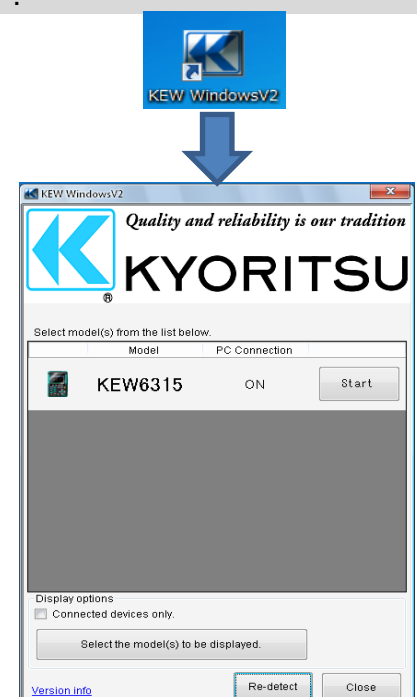 KEW WindowsV2
KEW WindowsV2
Quality and reliability is our tradition
KYORITSU
®
Select model(s) from the list below.
Model PC Connection
KEW6315 ON Start
Display options
Connected devices only.
Select the model(s) to be displayed.
Version info Re-detect Close